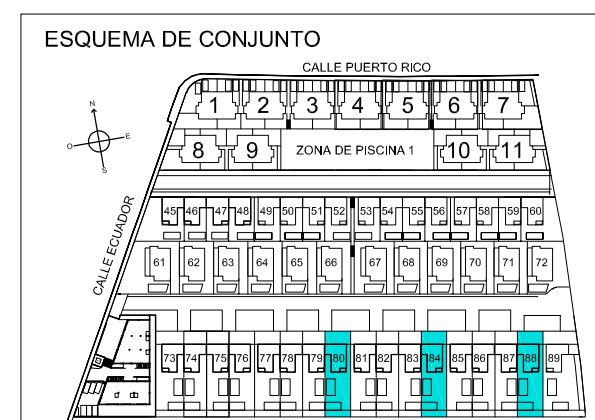 ESQUEMA DE CONJUNTO
CALLE PUERTO RICO
1 2 3 4 5 6 7
N
O E
S
8 9 ZONA DE PISCINA 1 10 11
CALLE ECUADOR
45 46 47 48 49 50 51 52 53 54 55 56 57 58 59 60
61 62 63 64 65 66 67 68 69 70 71 72
73 74 75 76 77 78 79 80 81 82 83 84 85 86 87 88 89